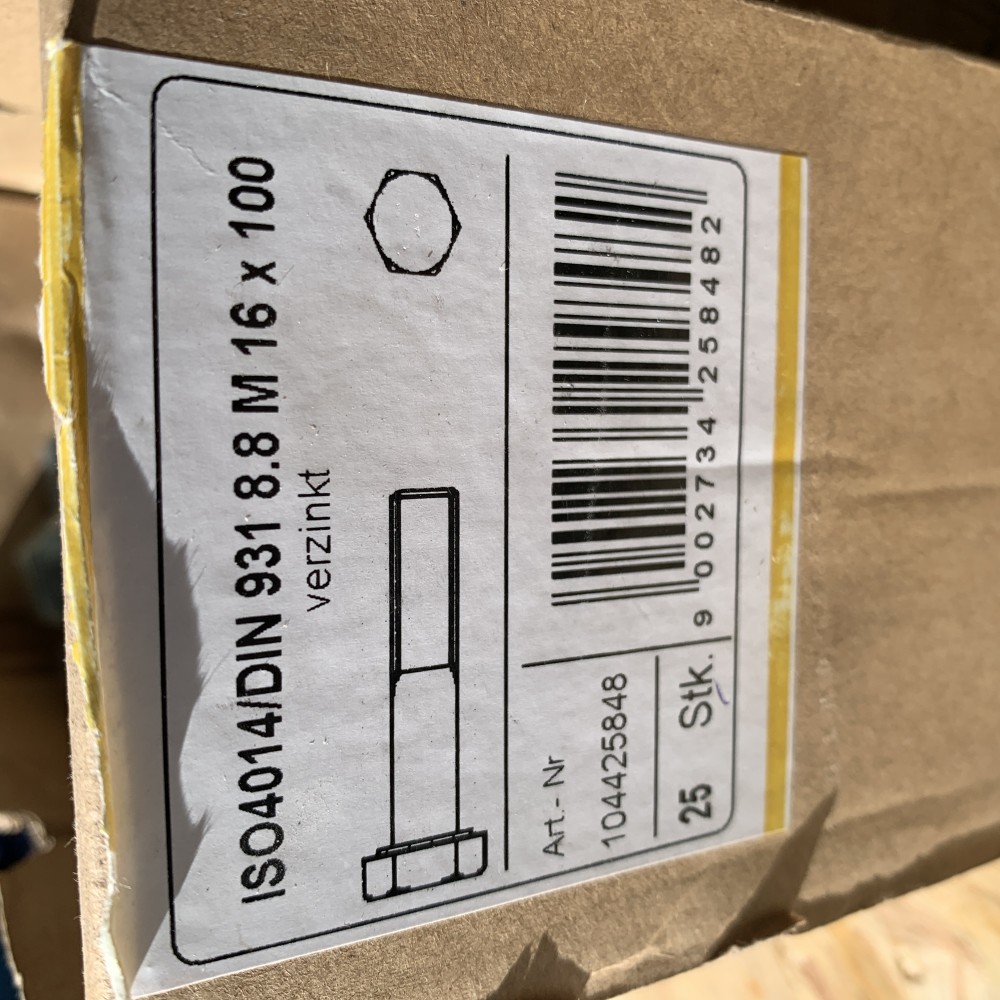 ISO4014/DIN 931 8.8 M 16 x 100
verzinkt
Art.- Nr
104425848
25 Stk.
9 002734 258482